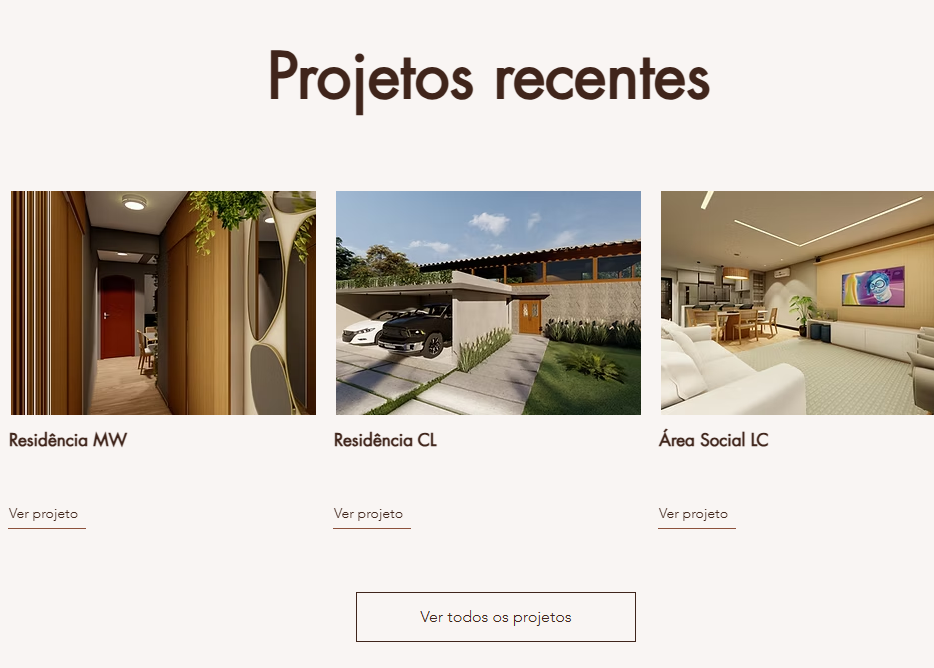 Projetos recentes
Residência MW
Residência CL
Área Social LC
Ver projeto
Ver projeto
Ver projeto
Ver todos os projetos